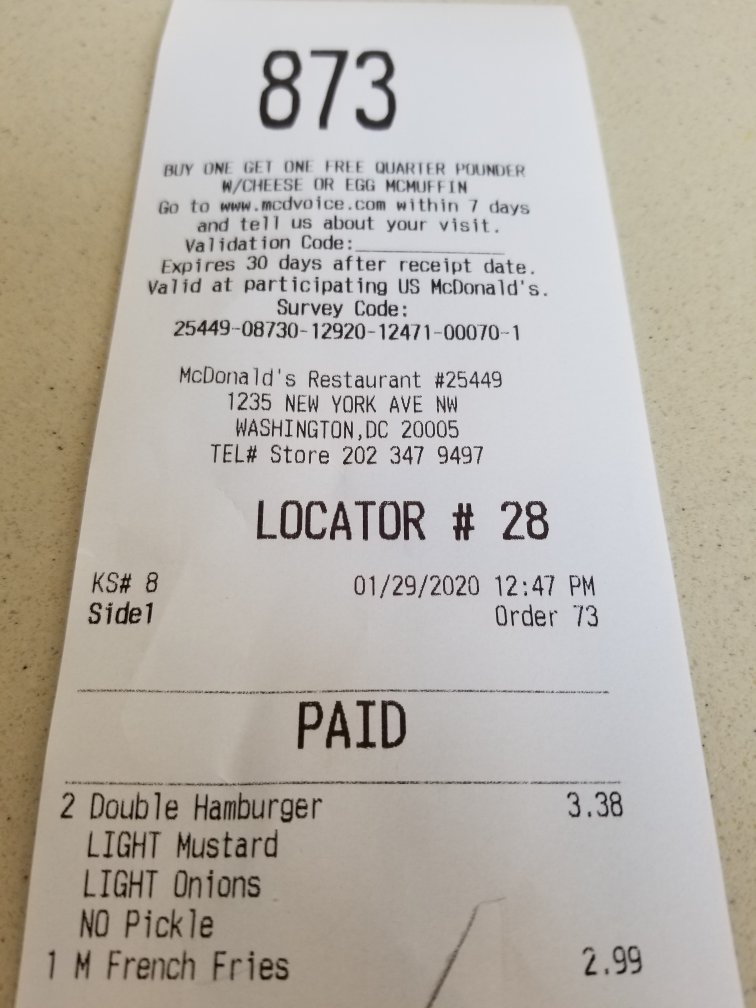 873
BUY ONE GET ONE FREE QUARTER POUNDER
W/CHEESE OR EGG MCMUFFIN
Go to www.mcdvoice.com within 7 days
and tell us about your visit.
Validation Code:_______________
Expires 30 days after receipt date.
Valid at participating US McDonald's.
Survey Code:
25449-08730-12920-12471-00070-1
McDonald's Restaurant #25449
1235 NEW YORK AVE NW
WASHINGTON,DC 20005
TEL# Store 202 347 9497
LOCATOR # 28
KS# 8 01/29/2020 12:47 PM
Side1 Order 73
PAID
2 Double Hamburger 3.38
LIGHT Mustard
LIGHT Onions
NO Pickle
1 M French Fries 2.99